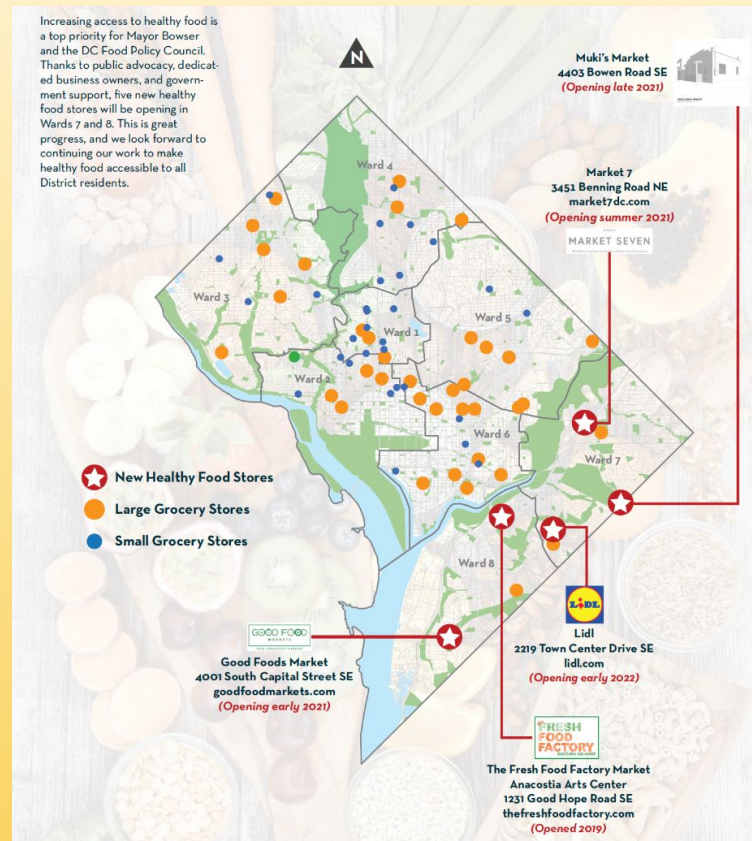 Increasing access to healthy food is
a top priority for Mayor Bowser
and the DC Food Policy Council.
Thanks to public advocacy, dedicat-
ed business owners, and govern-
ment support, five new healthy
food stores will be opening in
Wards 7 and 8. This is great
progress, and we look forward to
continuing our work to make
healthy food accessible to all
District residents.
N
Muki's Market
4403 Bowen Road SE
(Opening late 2021)
Market 7
3451 Benning Road NE
market7dc.com
(Opening summer 2021)
MARKET SEVEN
Ward 4
Ward 3
Ward 5
Ward 1
Ward 2
Ward 6
Ward 7
Ward 8
New Healthy Food Stores
Large Grocery Stores
Small Grocery Stores
GOOD FOOD
MARKETS
Good Foods Market
4001 South Capital Street SE
goodfoodmarkets.com
(Opening early 2021)
LIDL
Lidl
2219 Town Center Drive SE
lidl.com
(Opening early 2022)
FRESH
FOOD
FACTORY
The Fresh Food Factory Market
Anacostia Arts Center
1231 Good Hope Road SE
thefreshfoodfactory.com
(Opened 2019)